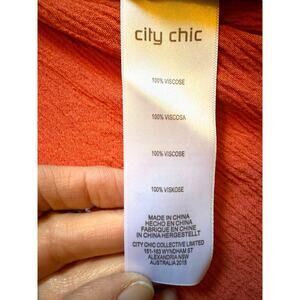 city chic
100% VISCOSE
100% VISCOSA
100% VISCOSE
100% VISKOSE
MADE IN CHINA
HECHO EN CHINA
FABRIQUE EN CHINE
IN CHINA HERGESTELLT
CITY CHIC COLLECTIVE LIMITED
151-163 WYNDHAM ST
ALEXANDRIA NSW
AUSTRALIA 2015